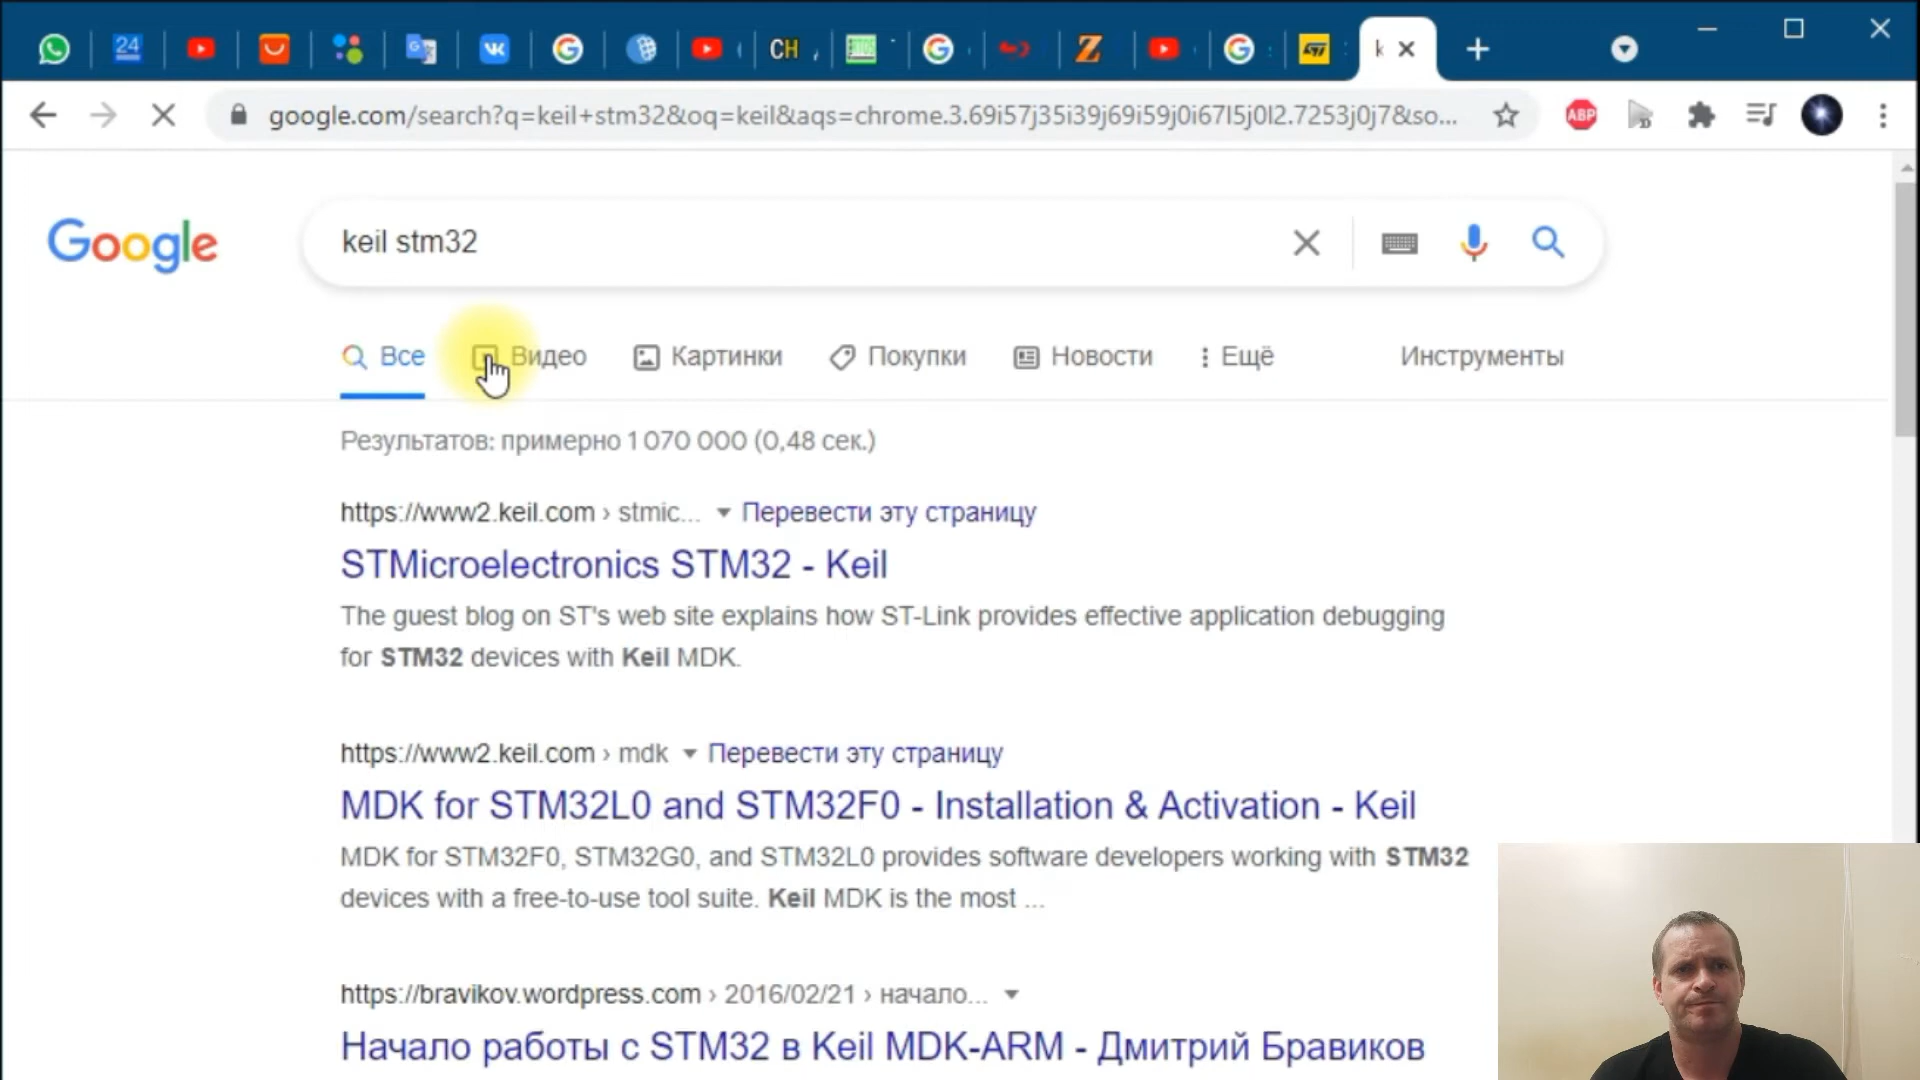 24
CH
k
google.com/search?q=keil+stm32&oq=keil&aqs=chrome.3.69i57j35i39j69i59j0i67l5j0l2.7253j0j7&so...
ABP
Google
keil stm32
Все Видео Картинки Покупки Новости Ещё Инструменты
Результатов: примерно 1 070 000 (0,48 сек.)
https://www2.keil.com › stmic... Перевести эту страницу
STMicroelectronics STM32 - Keil
The guest blog on ST's web site explains how ST-Link provides effective application debugging
for STM32 devices with Keil MDK.
https://www2.keil.com › mdk Перевести эту страницу
MDK for STM32L0 and STM32F0 - Installation & Activation - Keil
MDK for STM32F0, STM32G0, and STM32L0 provides software developers working with STM32
devices with a free-to-use tool suite. Keil MDK is the most ...
https://bravikov.wordpress.com › 2016/02/21 › начало...
Начало работы с STM32 в Keil MDK-ARM - Дмитрий Бравиков